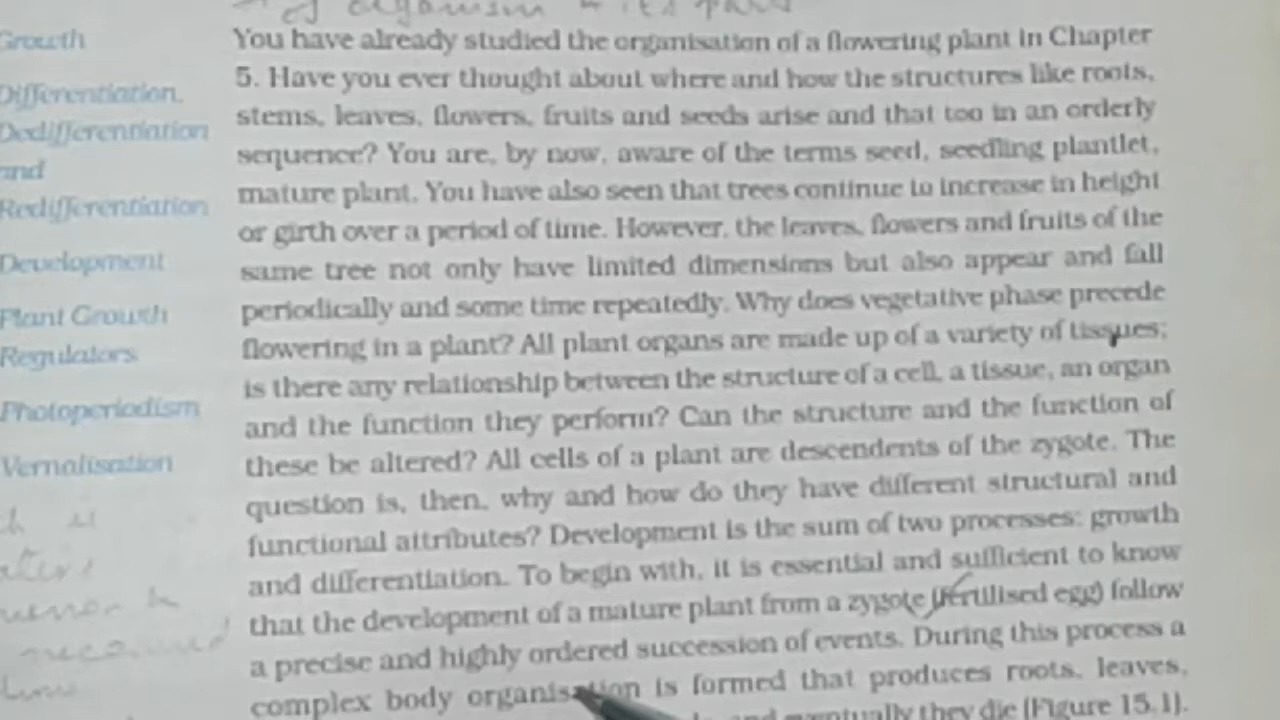 of organism
Growth
Differentiation,
Dedifferentiation
and
Redifferentiation
Development
Plant Growth
Regulators
Photoperiodism
Vernalisation
You have already studied the organisation of a flowering plant in Chapter
5. Have you ever thought about where and how the structures like roots,
stems, leaves, flowers, fruits and seeds arise and that too in an orderly
sequence? You are, by now, aware of the terms seed, seedling plantlet,
mature plant. You have also seen that trees continue to increase in height
or girth over a period of time. However, the leaves, flowers and fruits of the
same tree not only have limited dimensions but also appear and fall
periodically and some time repeatedly. Why does vegetative phase precede
flowering in a plant? All plant organs are made up of a variety of tissues;
is there any relationship between the structure of a cell, a tissue, an organ
and the function they perform? Can the structure and the function of
these be altered? All cells of a plant are descendents of the zygote. The
question is, then, why and how do they have different structural and
functional attributes? Development is the sum of two processes: growth
and differentiation. To begin with, it is essential and sufficient to know
that the development of a mature plant from a zygote (fertilised egg) follow
a precise and highly ordered succession of events. During this process a
complex body organisation is formed that produces roots, leaves,
and eventually they die (Figure 15.1).